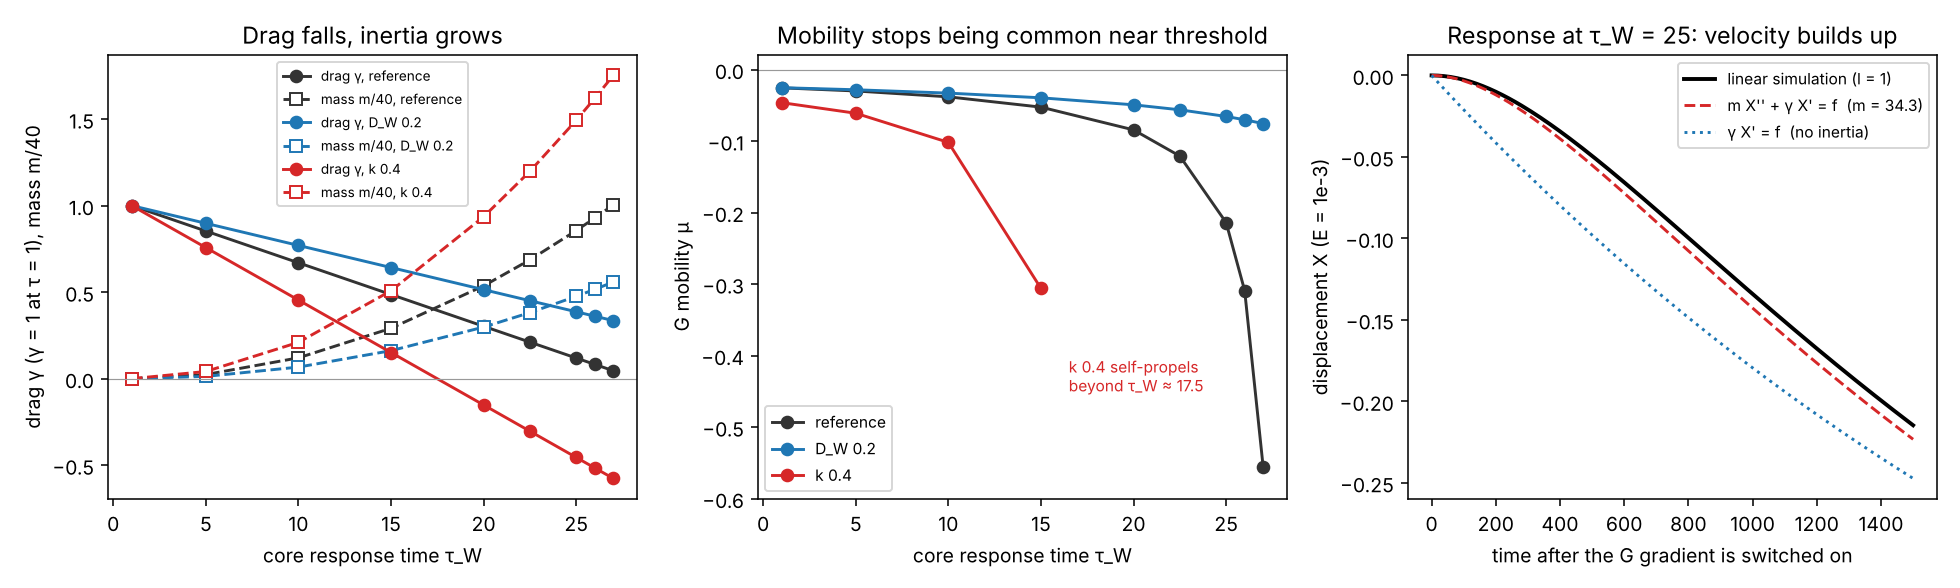 Drag falls, inertia grows
drag γ (γ = 1 at τ = 1), mass m/40
1.5
1.0
0.5
0.0
−0.5
drag γ, reference
mass m/40, reference
drag γ, D_W 0.2
mass m/40, D_W 0.2
drag γ, k 0.4
mass m/40, k 0.4
0 5 10 15 20 25
core response time τ_W
Mobility stops being common near threshold
G mobility μ
0.0
−0.1
−0.2
−0.3
−0.4
−0.5
−0.6
k 0.4 self-propels
beyond τ_W ≈ 17.5
reference
D_W 0.2
k 0.4
0 5 10 15 20 25
core response time τ_W
Response at τ_W = 25: velocity builds up
displacement X (E = 1e-3)
0.00
−0.05
−0.10
−0.15
−0.20
−0.25
linear simulation (l = 1)
m X'' + γ X' = f  (m = 34.3)
γ X' = f  (no inertia)
0 200 400 600 800 1000 1200 1400
time after the G gradient is switched on